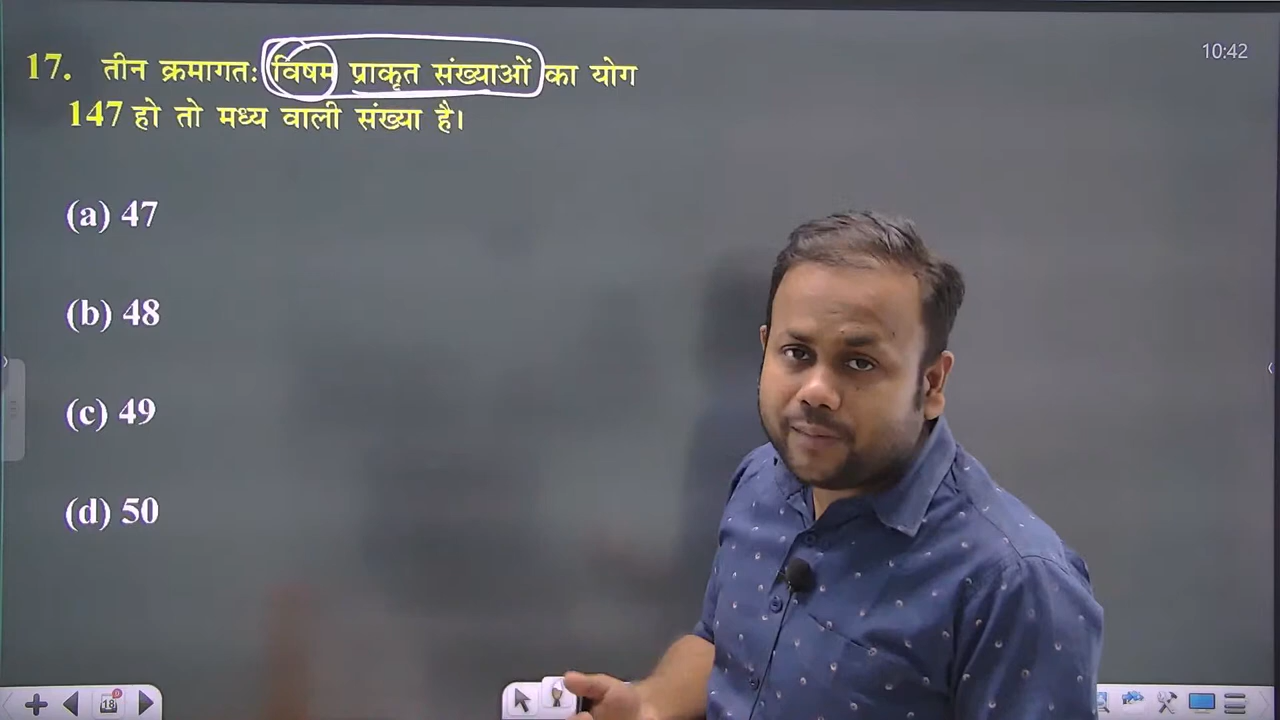 10:42
17. तीन क्रमागत: विषम प्राकृत संख्याओं का योग
147 हो तो मध्य वाली संख्या है।
(a) 47
(b) 48
(c) 49
(d) 50
18